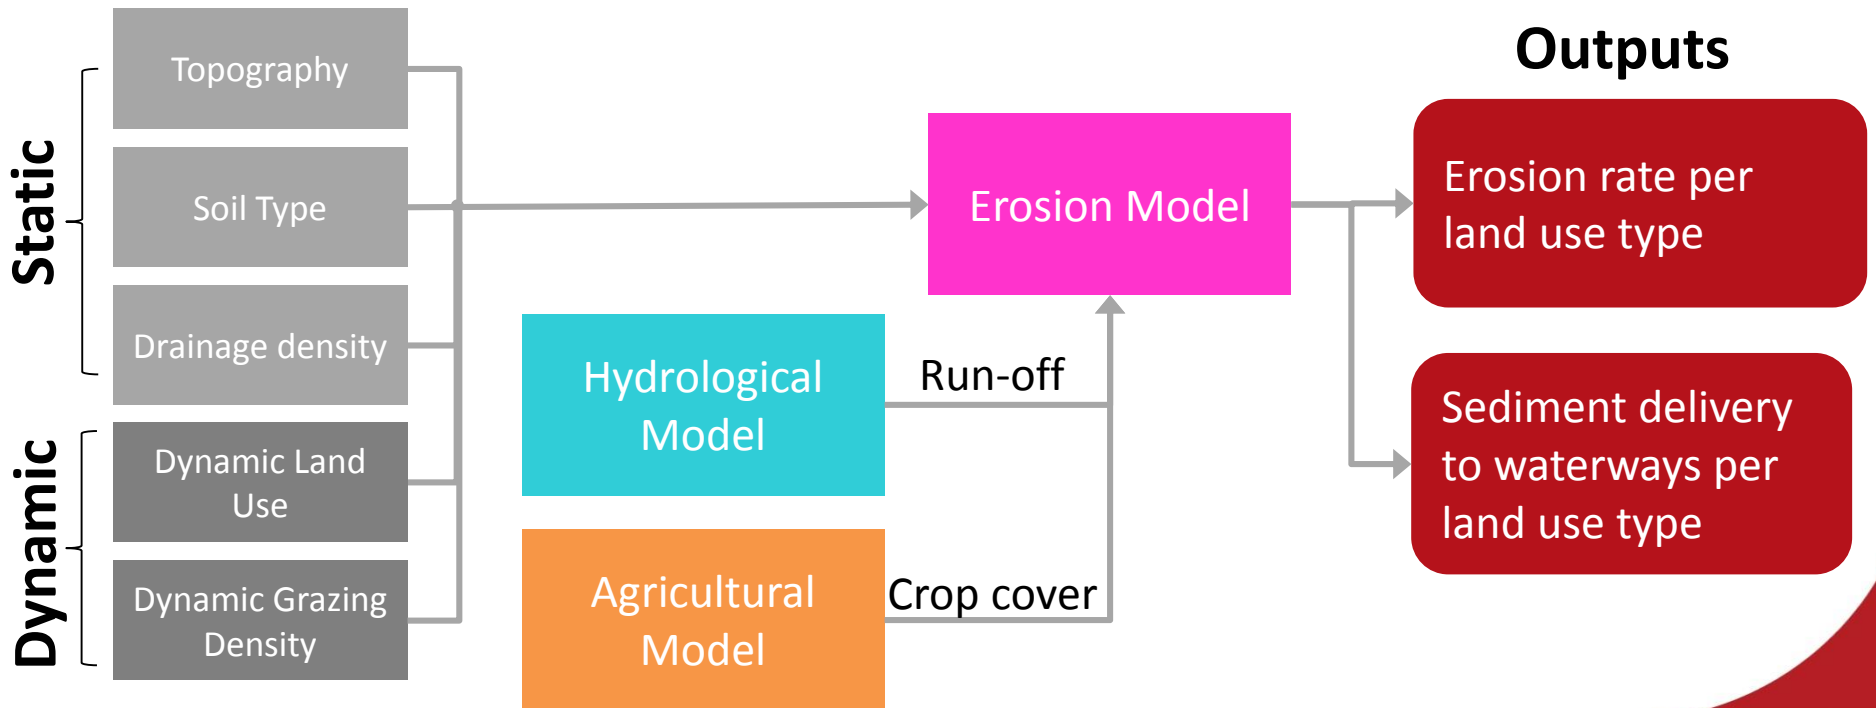 Static
Dynamic
Topography
Soil Type
Drainage density
Dynamic Land
Use
Dynamic Grazing
Density
Hydrological
Model
Agricultural
Model
Run-off
Crop cover
Erosion Model
Outputs
Erosion rate per
land use type
Sediment delivery
to waterways per
land use type